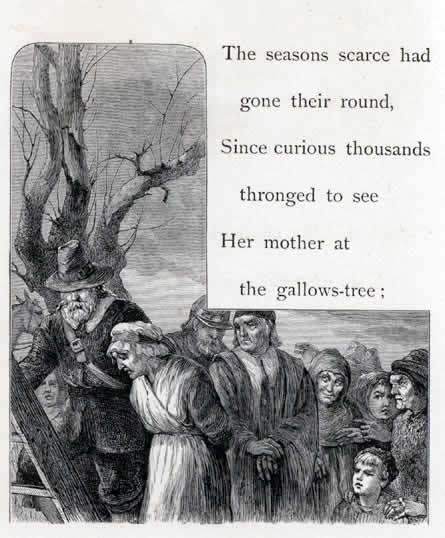 The seasons scarce had
gone their round,
Since curious thousands
thronged to see
Her mother at
the gallows-tree;